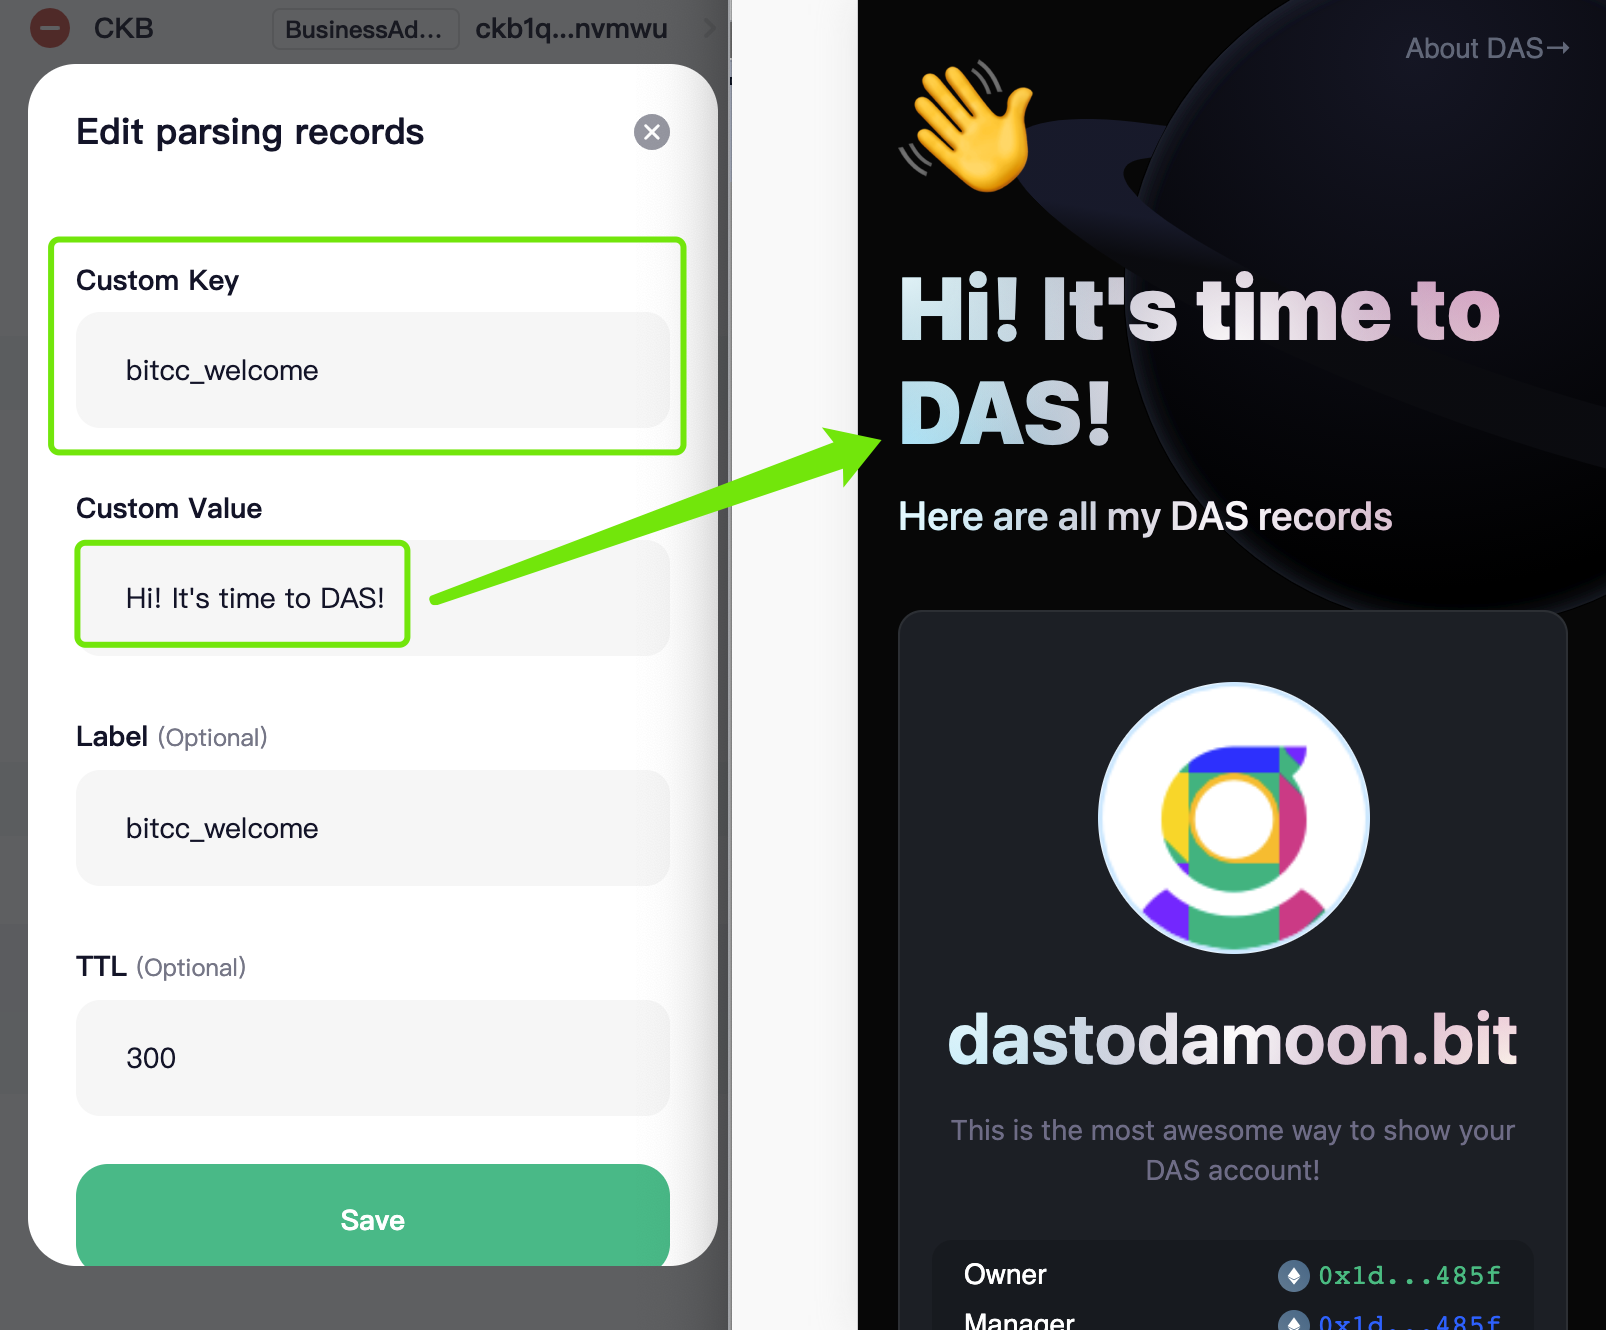 CKB
BusinessAd...
ckb1q...nvmwu
Edit parsing records
Custom Key
bitcc_welcome
Custom Value
Hi! It's time to DAS!
Label (Optional)
bitcc_welcome
TTL (Optional)
300
Save
About DAS→
Hi! It's time to
DAS!
Here are all my DAS records
dastodamoon.bit
This is the most awesome way to show your
DAS account!
Owner
0x1d...485f
Manager
0x1d...485f